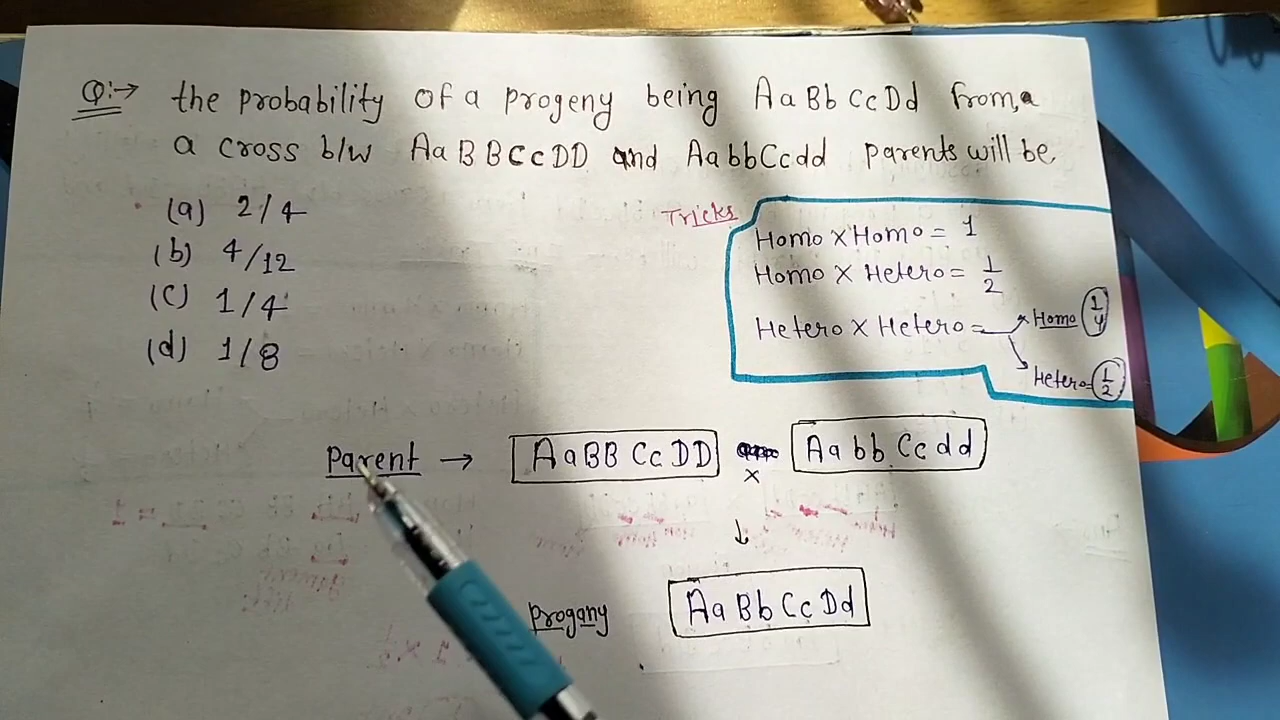 Q:→ the probability of a progeny being AaBbCcDd from a
a cross b/w AaBBCcDD and AabbCcdd parents will be
(a) 2/4
(b) 4/12
(c) 1/4
(d) 1/8
Tricks
Homo x Homo = 1
Homo x Hetero = 1/2
Hetero x Hetero = Homo 1/4
Hetero = 1/2
Parent → AaBBCcDD x AabbCcdd
↓
Progany AaBbCcDd